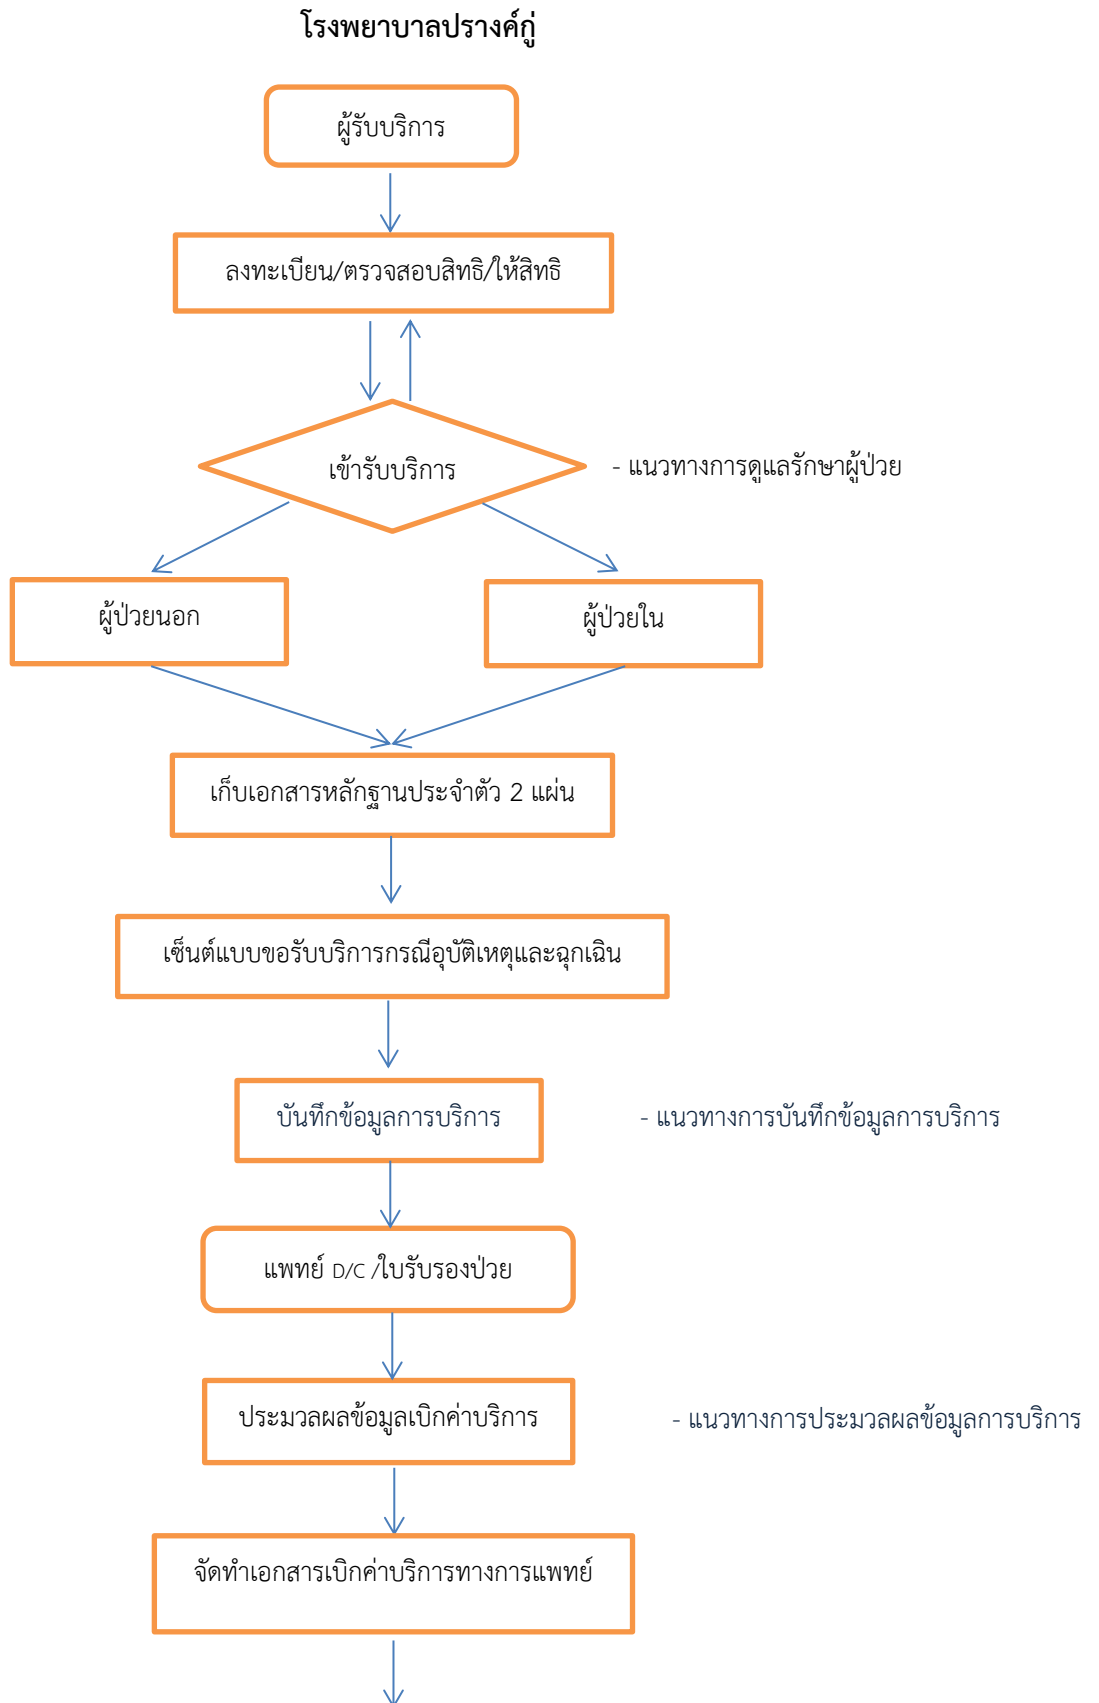 โรงพยาบาลปรางค์กู่
ผู้รับบริการ
ลงทะเบียน/ตรวจสอบสิทธิ/ให้สิทธิ
เข้ารับบริการ
- แนวทางการดูแลรักษาผู้ป่วย
ผู้ป่วยนอก
ผู้ป่วยใน
เก็บเอกสารหลักฐานประจำตัว 2 แผ่น
เซ็นต์แบบขอรับบริการกรณีอุบัติเหตุและฉุกเฉิน
บันทึกข้อมูลการบริการ
- แนวทางการบันทึกข้อมูลการบริการ
แพทย์ D/C /ใบรับรองป่วย
ประมวลผลข้อมูลเบิกค่าบริการ
- แนวทางการประมวลผลข้อมูลการบริการ
จัดทำเอกสารเบิกค่าบริการทางการแพทย์